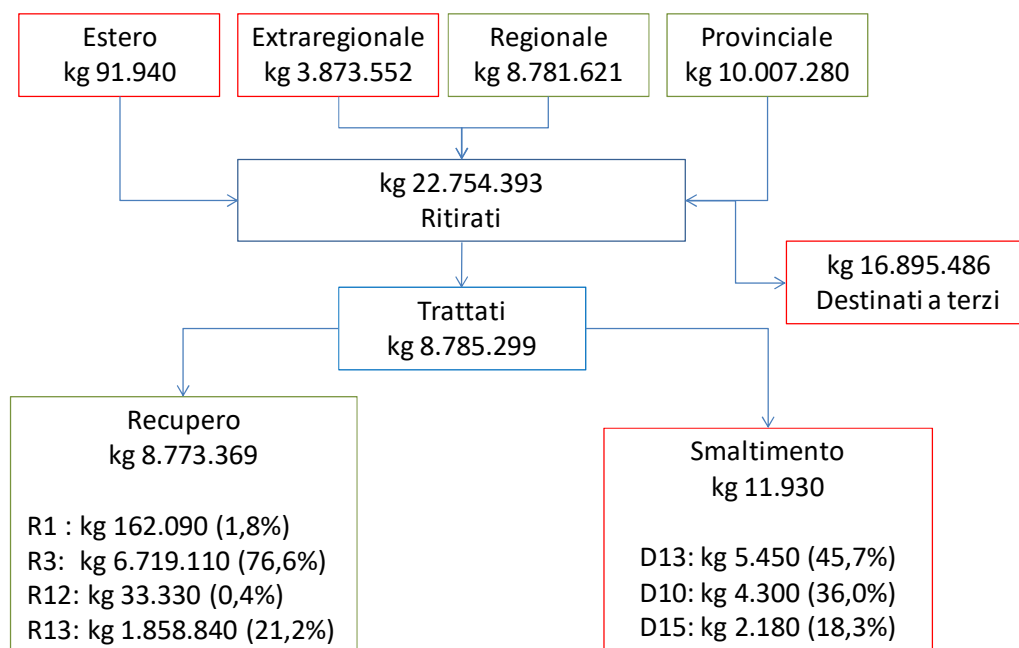 Estero
kg 91.940
Extraregionale
kg 3.873.552
Regionale
kg 8.781.621
Provinciale
kg 10.007.280
kg 22.754.393
Ritirati
kg 16.895.486
Destinati a terzi
Trattati
kg 8.785.299
Recupero
kg 8.773.369
R1 : kg 162.090 (1,8%)
R3: kg 6.719.110 (76,6%)
R12: kg 33.330 (0,4%)
R13: kg 1.858.840 (21,2%)
Smaltimento
kg 11.930
D13: kg 5.450 (45,7%)
D10: kg 4.300 (36,0%)
D15: kg 2.180 (18,3%)